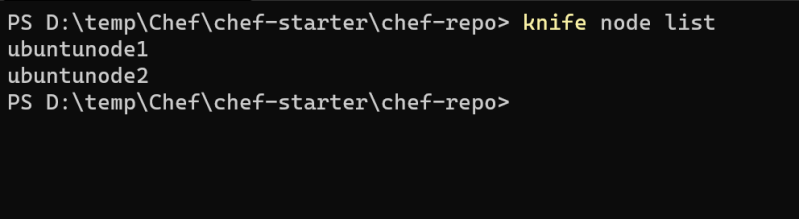 PS D:\temp\Chef\chef-starter\chef-repo> knife node list
ubuntunode1
ubuntunode2
PS D:\temp\Chef\chef-starter\chef-repo>